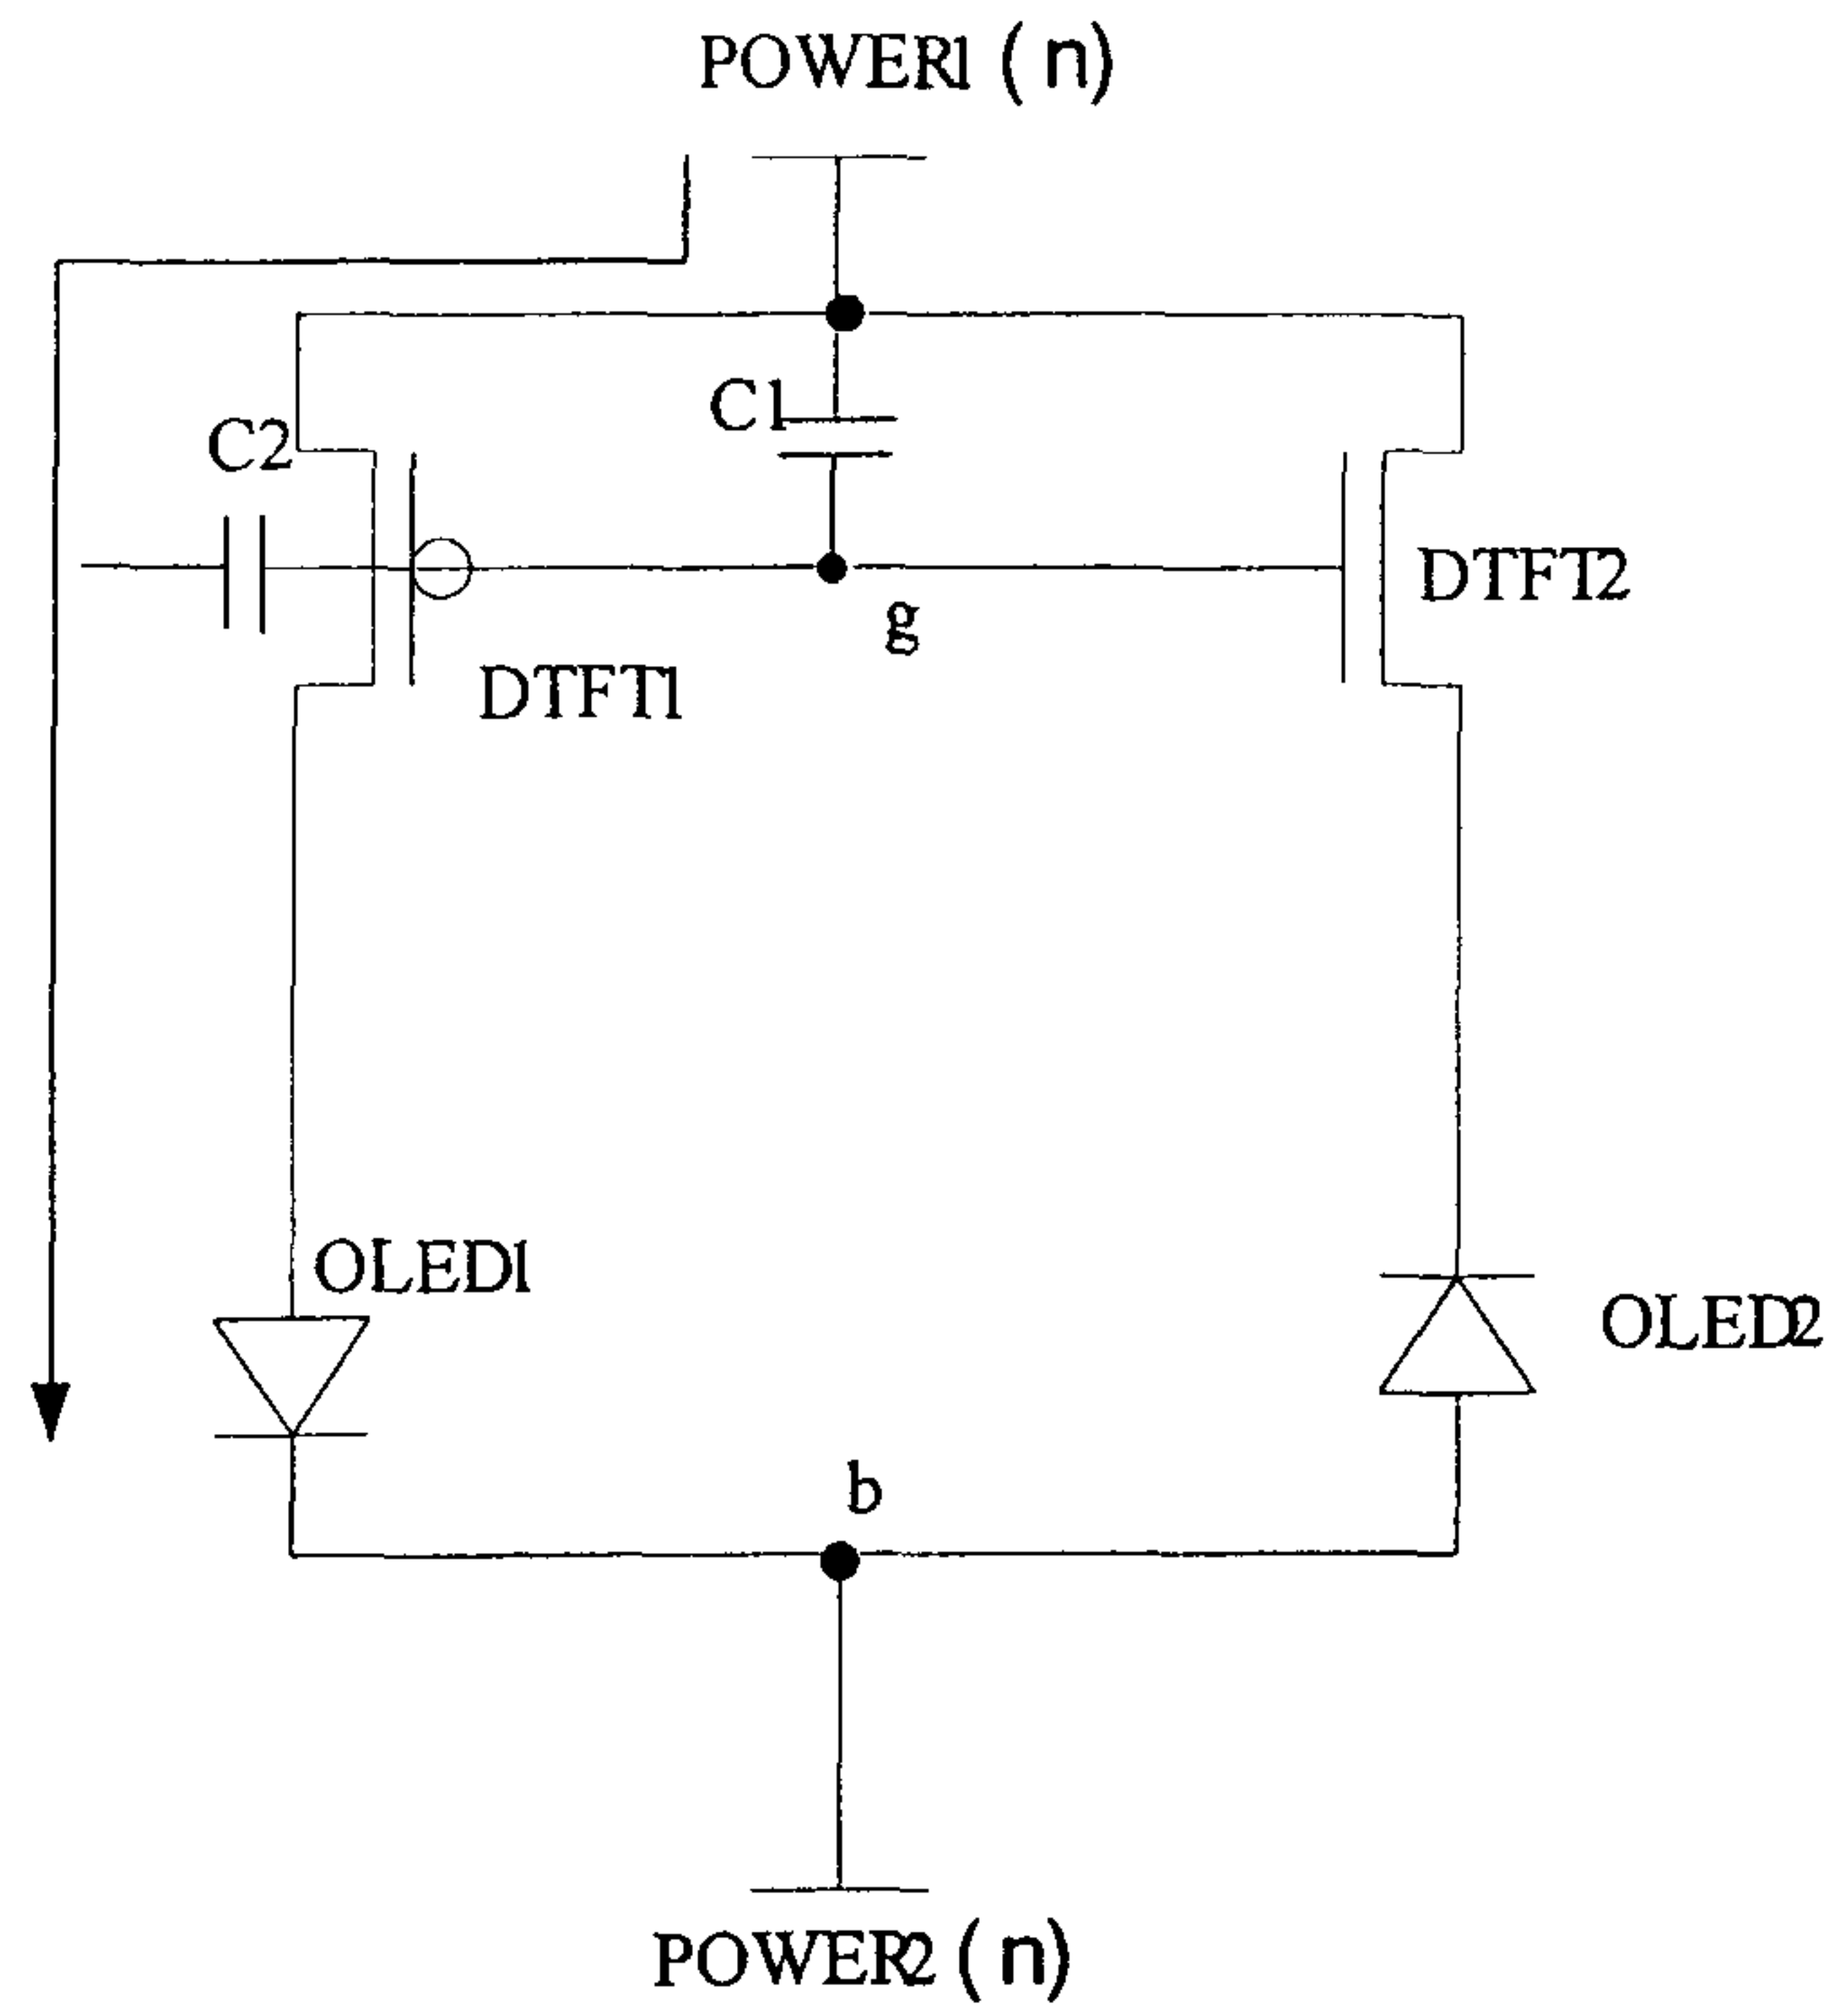 POWER1 (n)
C1
C2
DTFT2
g
DTFT1
OLED1
OLED2
b
POWER2 (n)